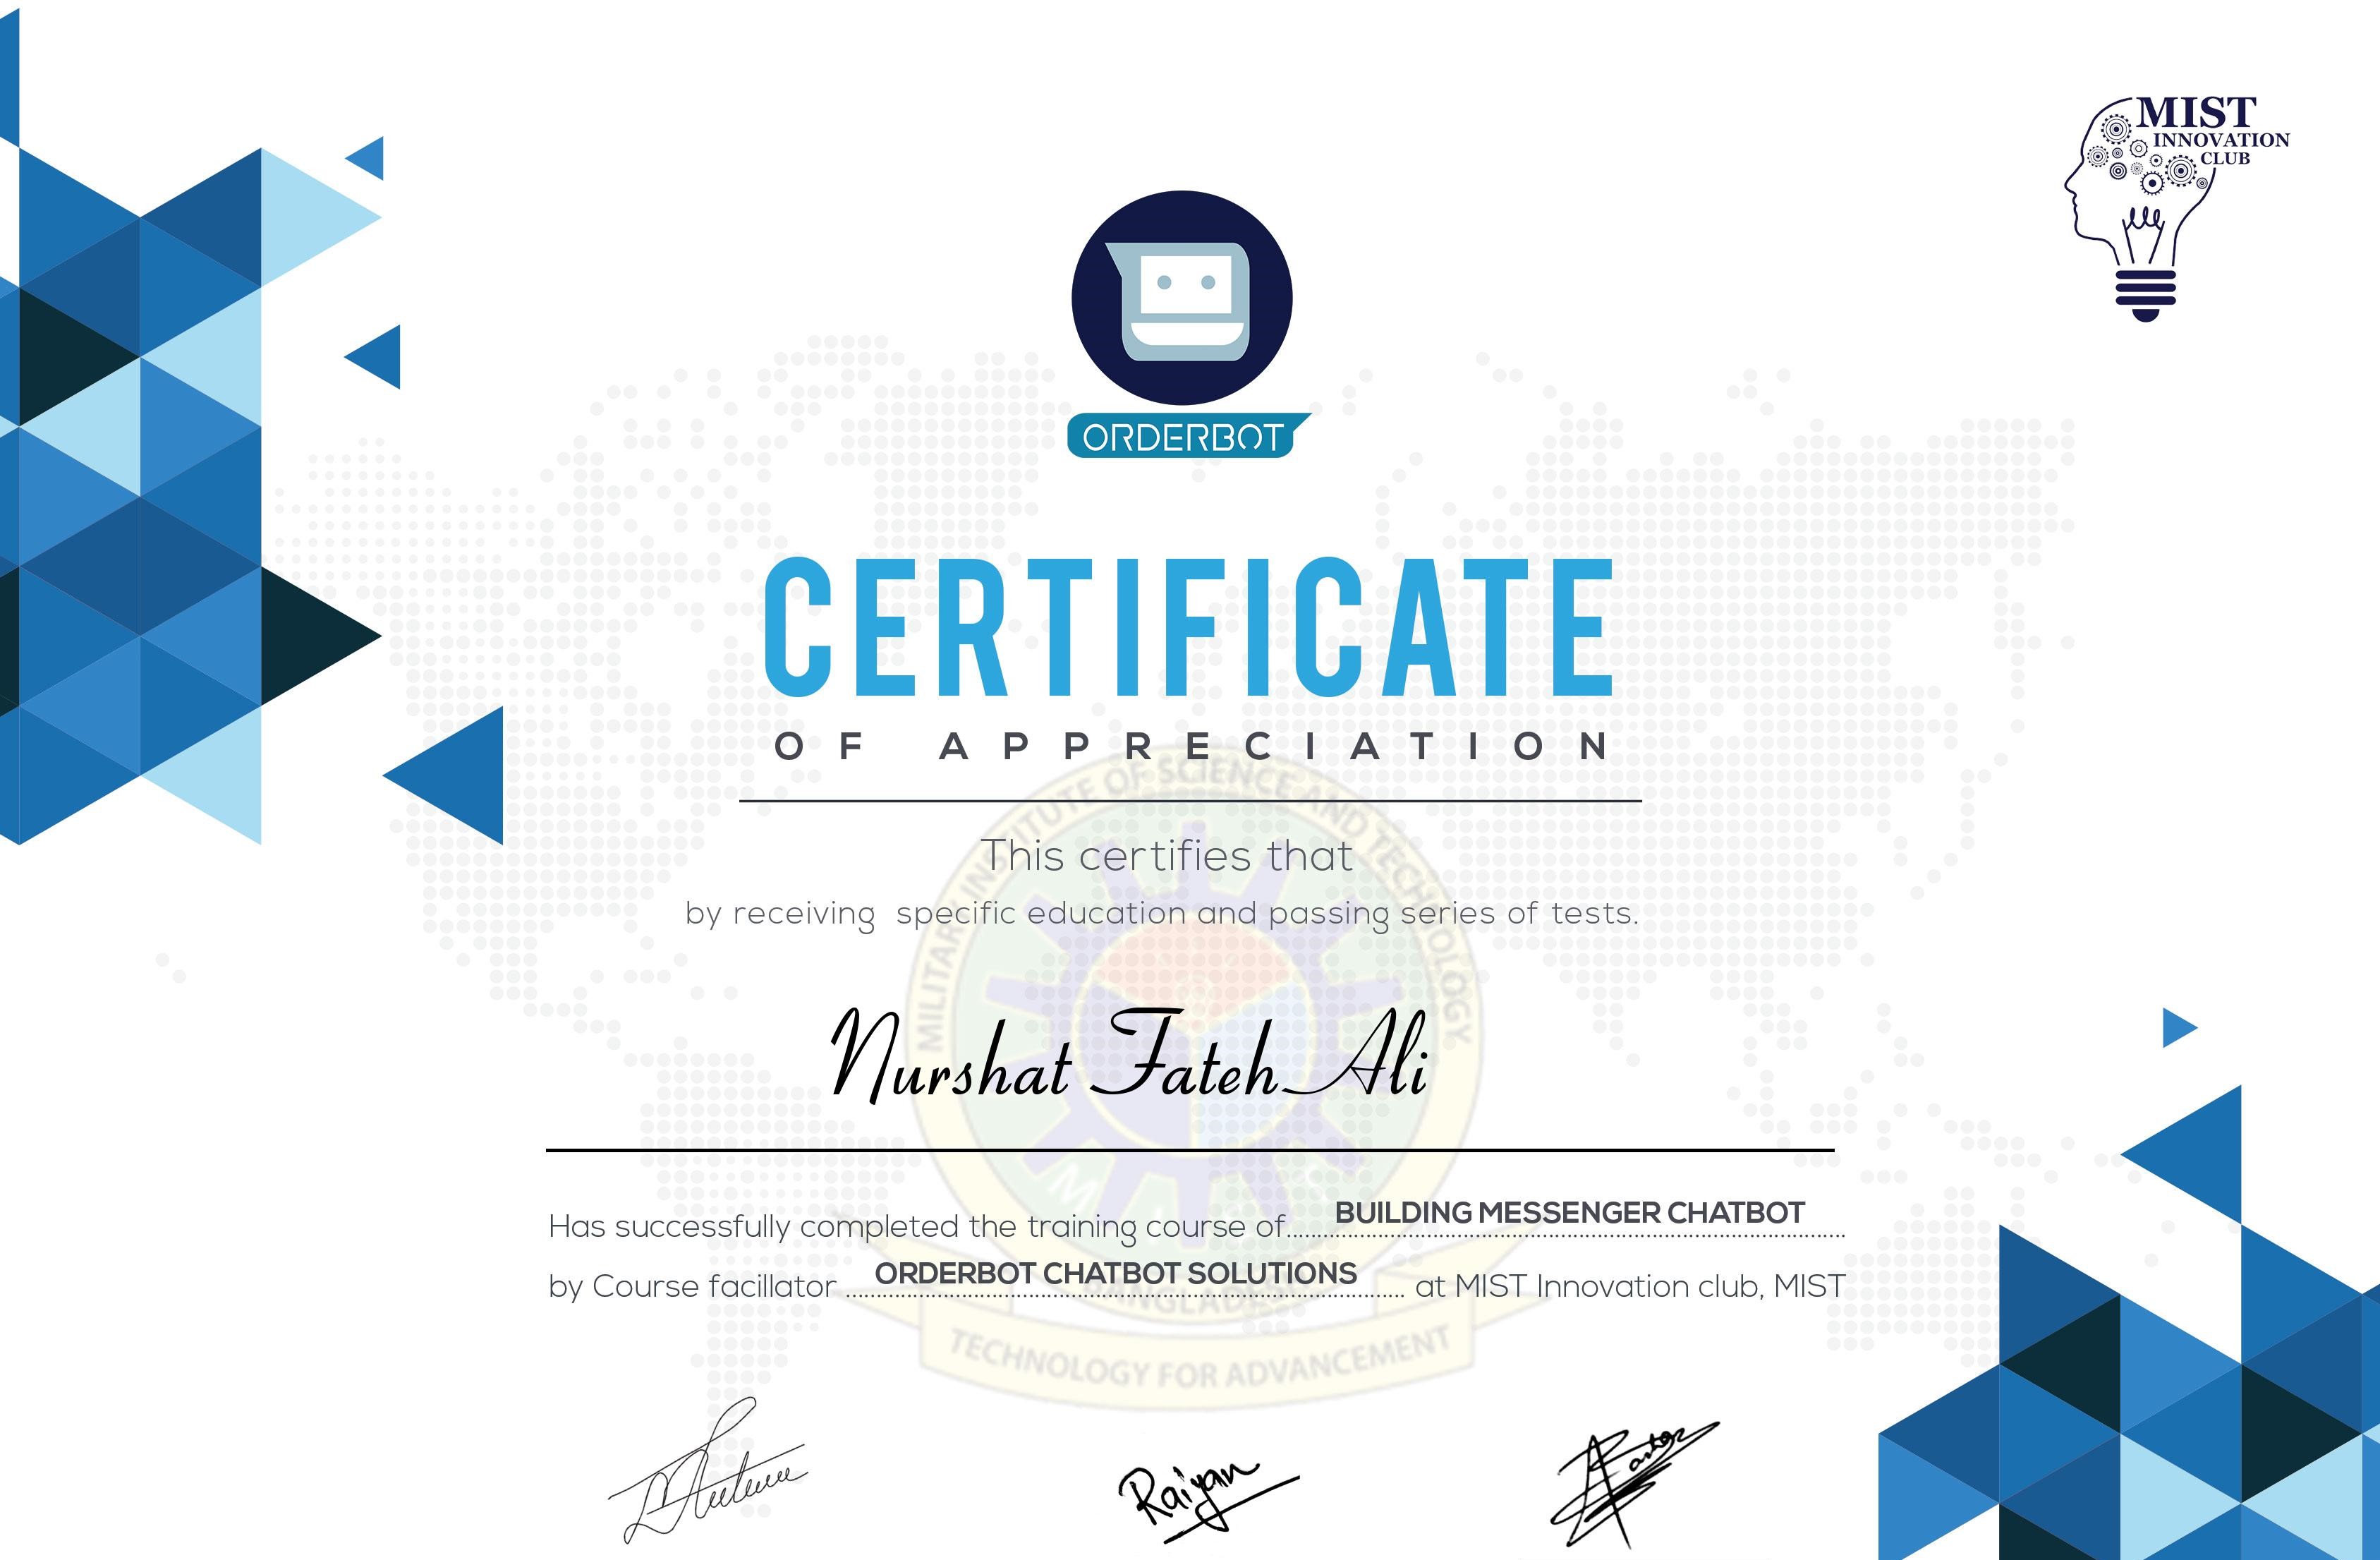 MIST
INNOVATION
CLUB
ORDERBOT
CERTIFICATE
OF APPRECIATION
This certifies that
by receiving specific education and passing series of tests.
MILITARY INSTITUTE OF SCIENCE AND TECHNOLOGY
Nurshat Fateh Ali
Has successfully completed the training course of BUILDING MESSENGER CHATBOT
by Course facillator ORDERBOT CHATBOT SOLUTIONS at MIST Innovation club, MIST
BANGLADESH
TECHNOLOGY FOR ADVANCEMENT
Raiyan